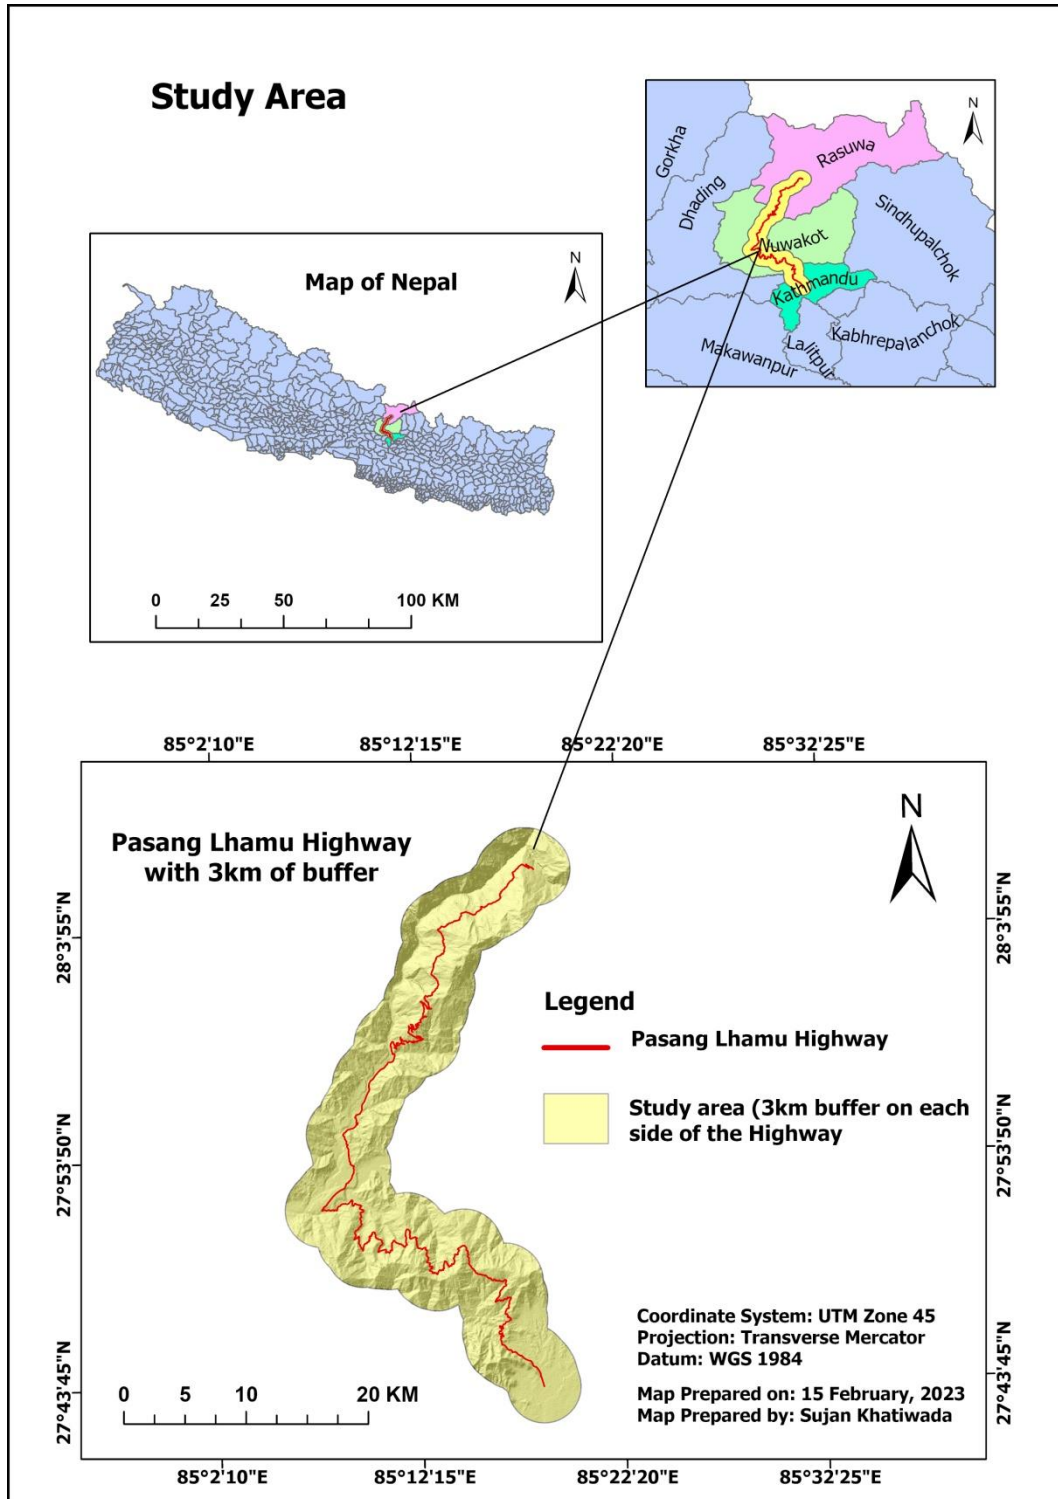 Study Area
N
Gorkha
Dhading
Rasuwa
Sindhupalchok
Nuwakot
Kathmandu
Kabhrepalanchok
Lalitpur
Makawanpur
Map of Nepal
N
0 25 50 100 KM
85°2'10"E 85°12'15"E 85°22'20"E 85°32'25"E
Pasang Lhamu Highway
with 3km of buffer
N
28°3'55"N
28°3'55"N
Legend
Pasang Lhamu Highway
Study area (3km buffer on each
side of the Highway
27°53'50"N
27°53'50"N
Coordinate System: UTM Zone 45
Projection: Transverse Mercator
Datum: WGS 1984
Map Prepared on: 15 February, 2023
Map Prepared by: Sujan Khatiwada
27°43'45"N
27°43'45"N
0 5 10 20 KM
85°2'10"E 85°12'15"E 85°22'20"E 85°32'25"E